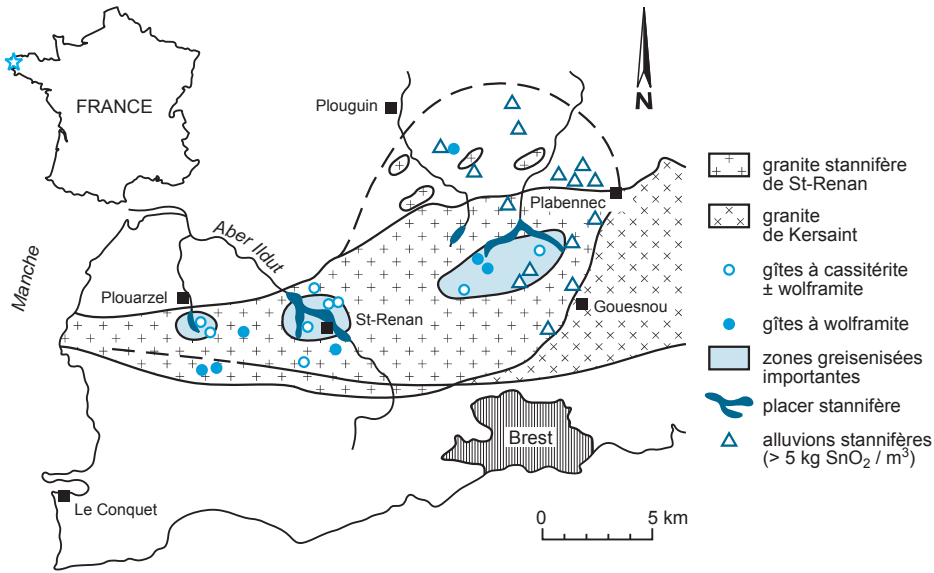 FRANCE
N
Plouguin
Plabennec
Aber Ildut
Manche
Plouarzel
St-Renan
Gouesnou
Brest
Le Conquet
0 5 km
granite stannifère
de St-Renan
granite
de Kersaint
gîtes à cassitérite
± wolframite
gîtes à wolframite
zones greisenisées
importantes
placer stannifère
alluvions stannifères
(> 5 kg SnO₂ / m³)